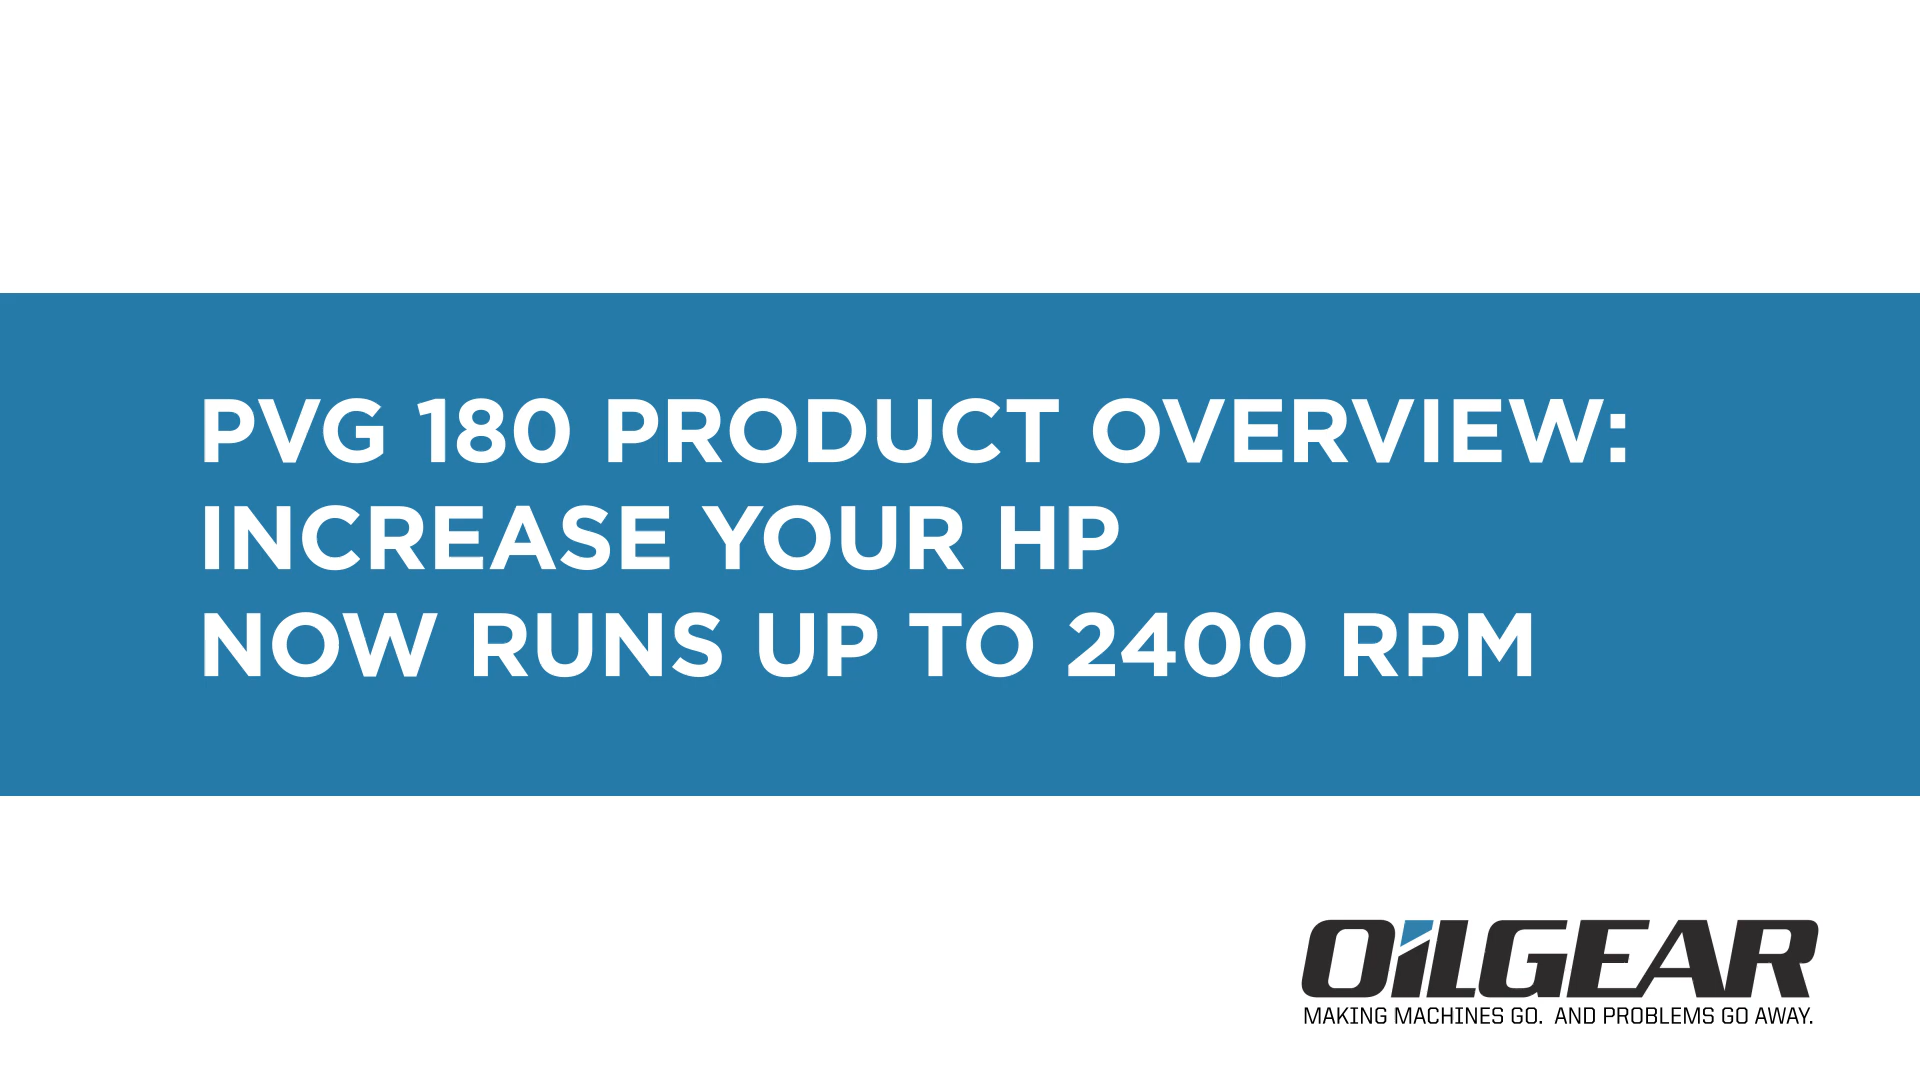 PVG 180 PRODUCT OVERVIEW:
INCREASE YOUR HP
NOW RUNS UP TO 2400 RPM
OILGEAR
MAKING MACHINES GO. AND PROBLEMS GO AWAY.